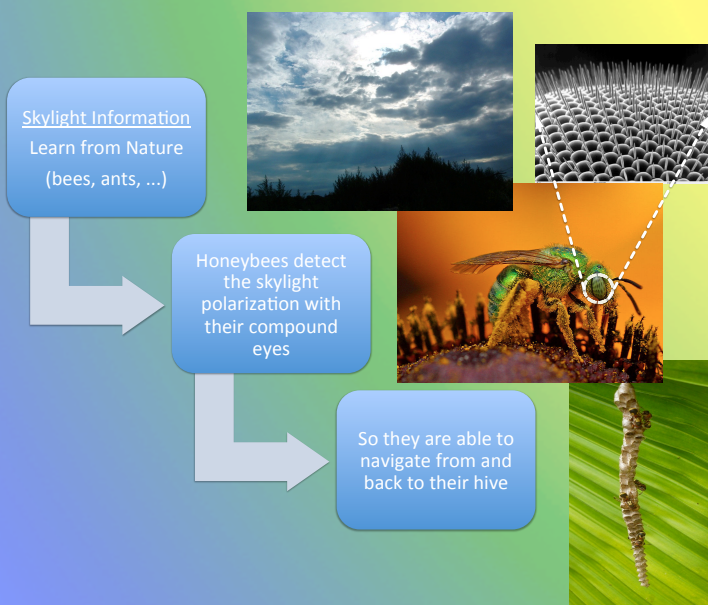 Skylight Information
Learn from Nature
(bees, ants, ...)
Honeybees detect
the skylight
polarization with
their compound
eyes
So they are able to
navigate from and
back to their hive